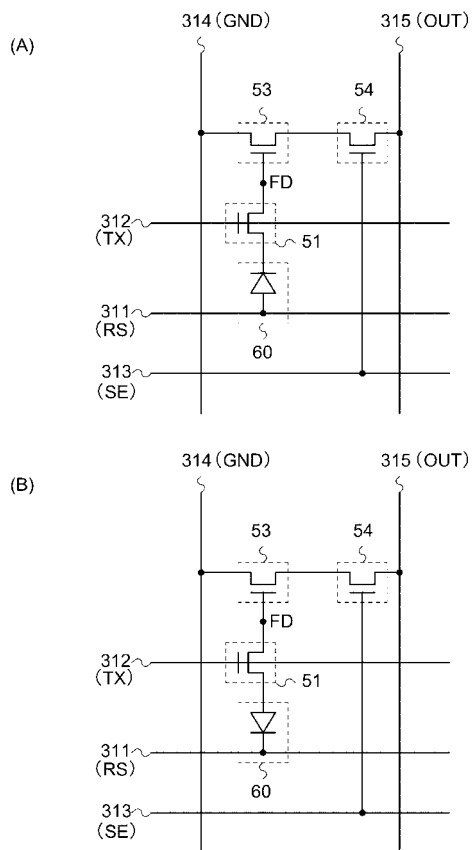 314 (GND)
315 (OUT)
(A)
53
54
FD
312
(TX)
51
311
(RS)
60
313
(SE)
314 (GND)
315 (OUT)
(B)
53
54
FD
312
(TX)
51
311
(RS)
60
313
(SE)